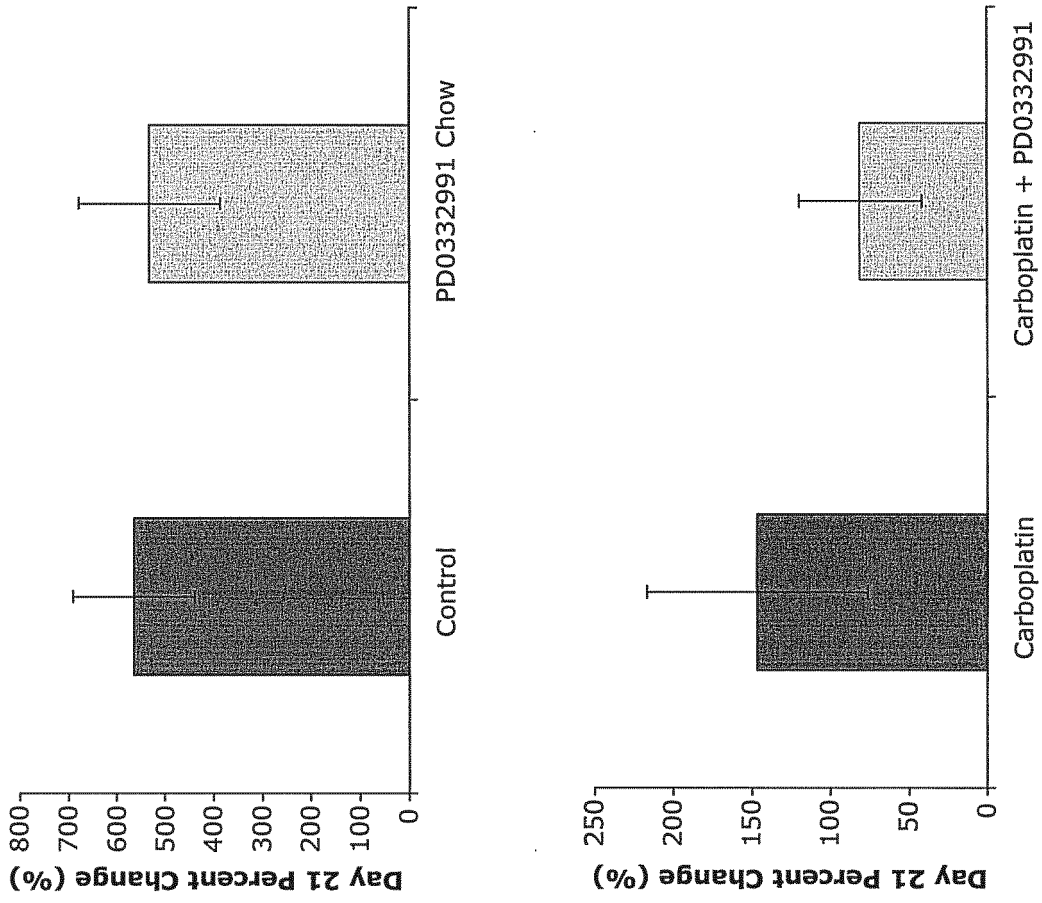 Day 21 Percent Change (%)
800
700
600
500
400
300
200
100
0
Control
PD0332991 Chow
Day 21 Percent Change (%)
250
200
150
100
50
0
Carboplatin
Carboplatin + PD0332991